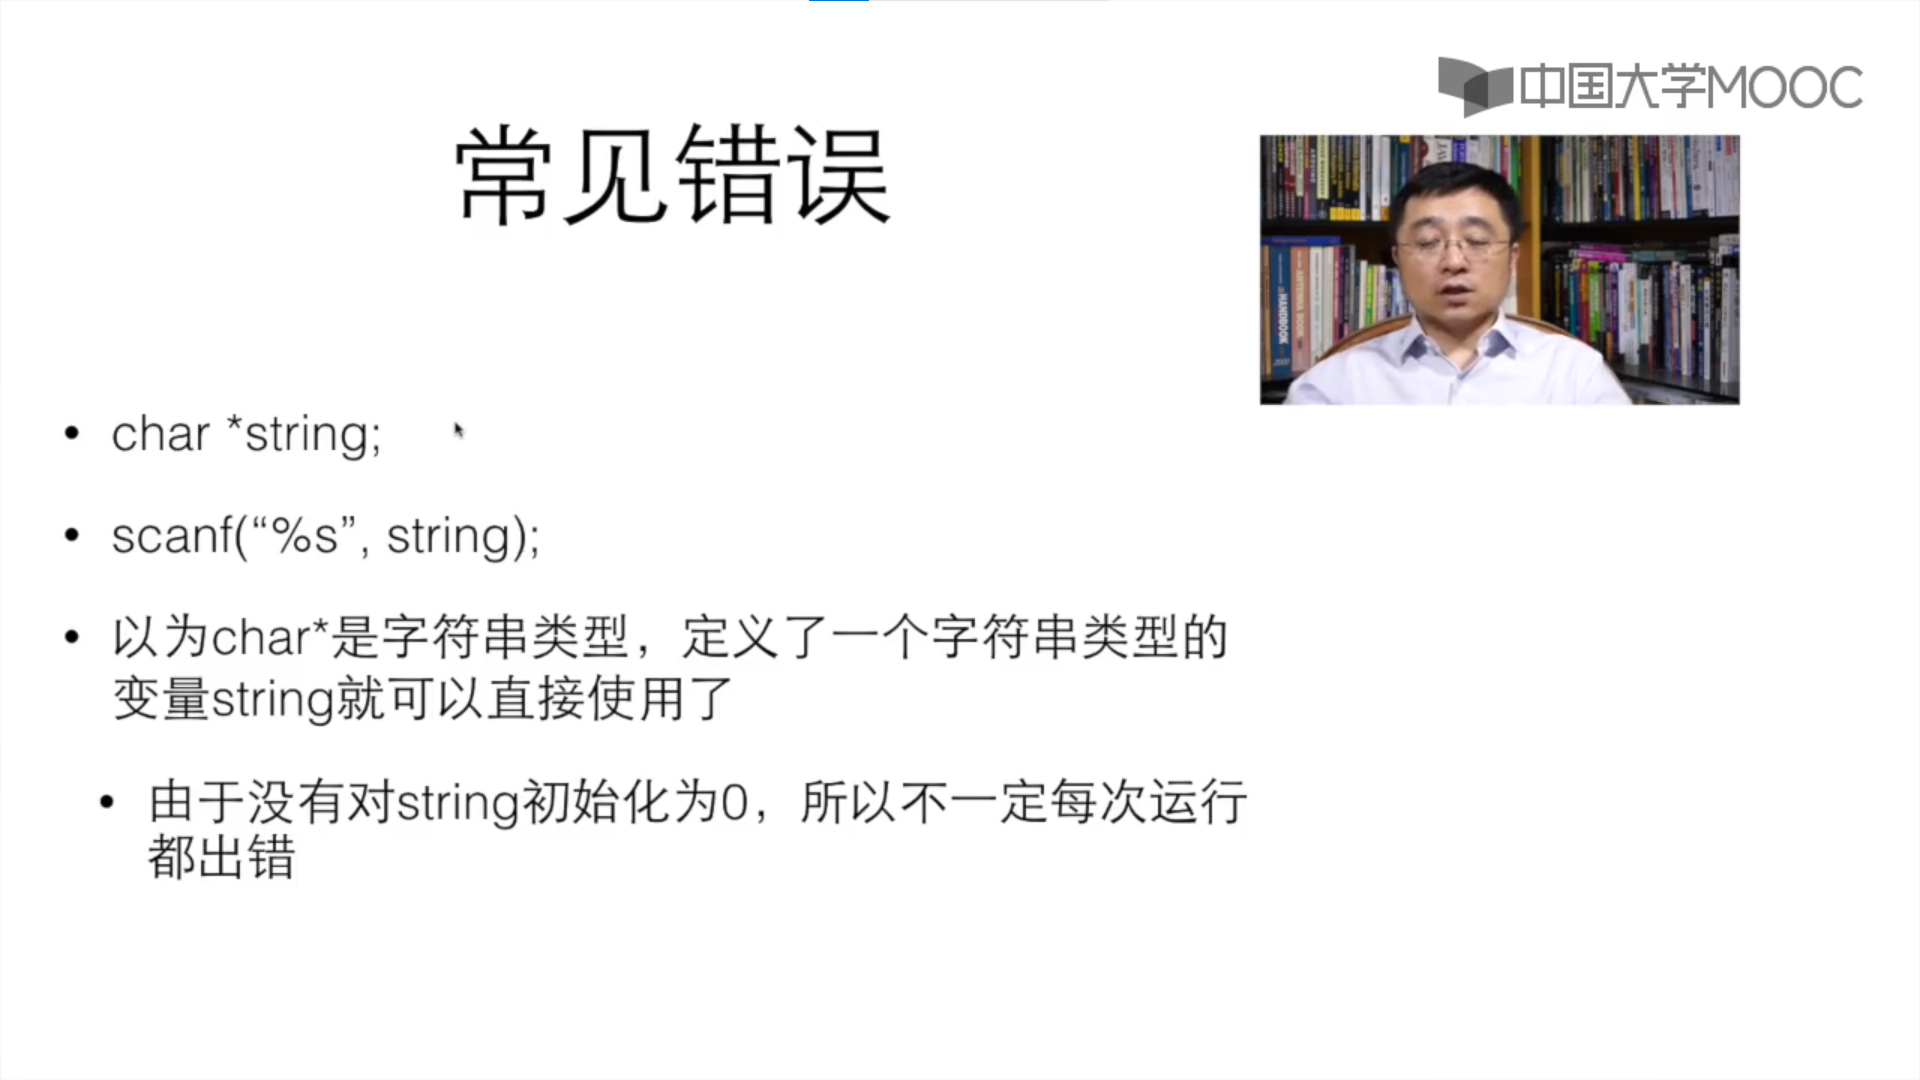 中国大学MOOC
常见错误
• char *string;
• scanf(“%s”, string);
• 以为char*是字符串类型，定义了一个字符串类型的
变量string就可以直接使用了
• 由于没有对string初始化为0，所以不一定每次运行
都出错
HANDBOOK